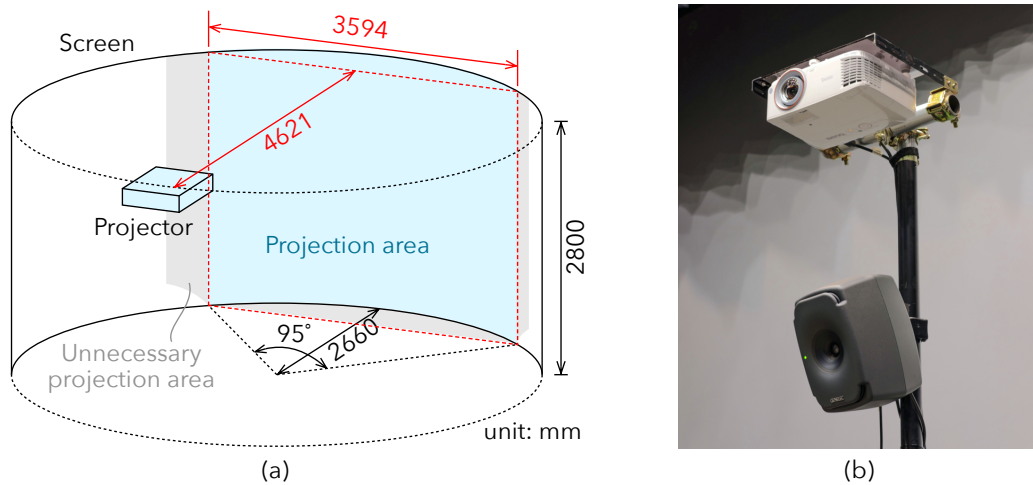 Screen
3594
4621
Projector
Projection area
2800
95°
2660
Unnecessary
projection area
unit: mm
(a)
(b)